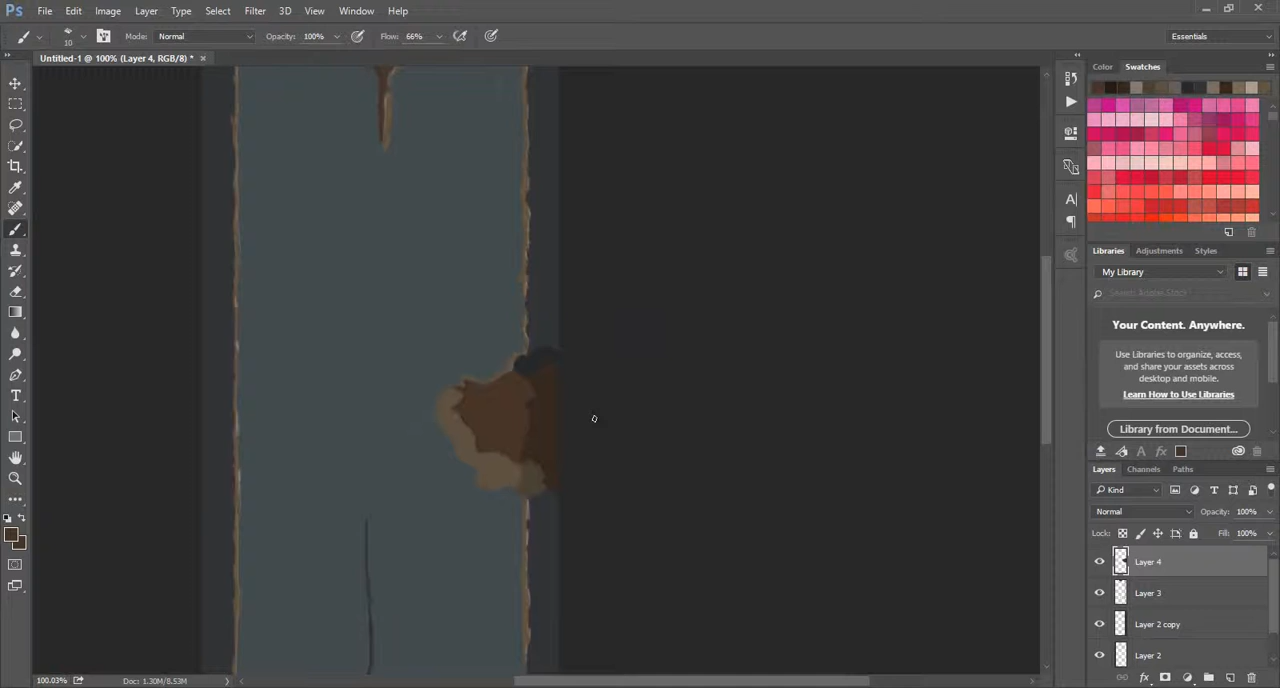 Ps File Edit Image Layer Type Select Filter 3D View Window Help
10 Mode: Normal Opacity: 100% Flow: 66% Essentials
Untitled-1 @ 100% (Layer 4, RGB/8) * ×
Color Swatches
Libraries Adjustments Styles
My Library
Search Adobe Stock
Your Content. Anywhere.
Use Libraries to organize, access,
and share your assets across
desktop and mobile.
Learn How to Use Libraries
Library from Document...
Layers Channels Paths
Kind
Normal Opacity: 100%
Lock: Fill: 100%
Layer 4
Layer 3
Layer 2 copy
Layer 2
100.03% Doc: 1.30M/8.53M